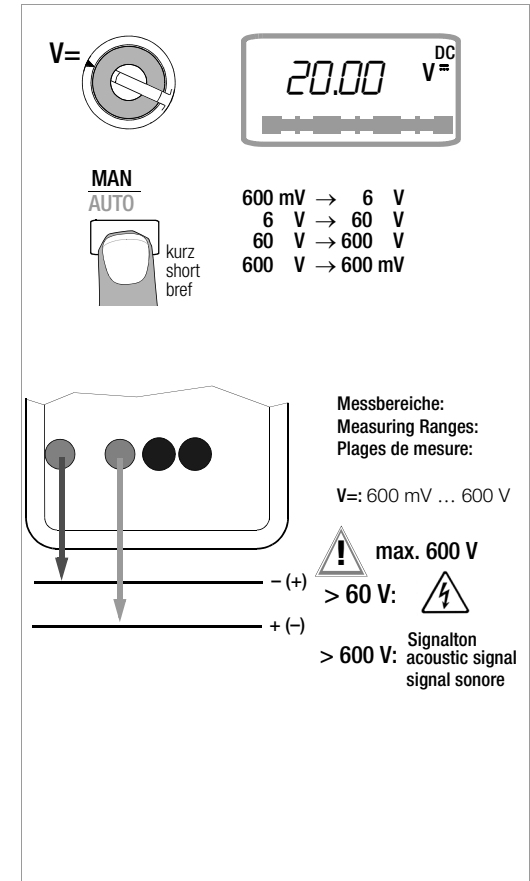 V=
20.00 V DC
MAN
AUTO
kurz
short
bref
600 mV → 6 V
6 V → 60 V
60 V → 600 V
600 V → 600 mV
Messbereiche:
Measuring Ranges:
Plages de mesure:
V=: 600 mV … 600 V
! max. 600 V
> 60 V:
> 600 V: Signalton
acoustic signal
signal sonore
– (+)
+ (–)